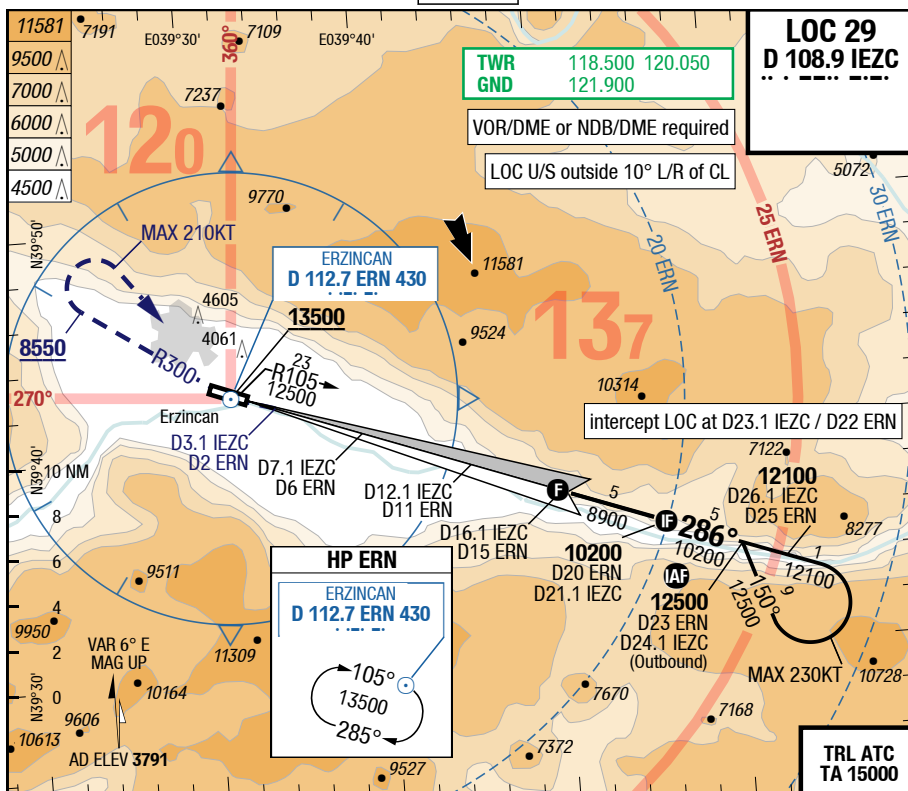 11581
9500
7000
6000
5000
4500
7191
E039°30'
7109
E039°40'
360°
LOC 29
D 108.9 IEZC
TWR 118.500 120.050
GND 121.900
VOR/DME or NDB/DME required
LOC U/S outside 10° L/R of CL
7237
120
5072
30 ERN
25 ERN
20 ERN
N39°50'
9770
MAX 210KT
ERZINCAN
D 112.7 ERN 430
11581
4605
4061
13500
9524
137
8550
R300
23
R105
12500
10314
270°
Erzincan
intercept LOC at D23.1 IEZC / D22 ERN
D3.1 IEZC
D2 ERN
7122
N39°40'
10 NM
D7.1 IEZC
D6 ERN
12100
D26.1 IEZC
D25 ERN
D12.1 IEZC
D11 ERN
F
5
8900
8277
8
D16.1 IEZC
D15 ERN
IF
286°
5
10200
1
12100
10200
D20 ERN
D21.1 IEZC
IAF
12500
D23 ERN
D24.1 IEZC
(Outbound)
150°
9
12500
6
HP ERN
ERZINCAN
D 112.7 ERN 430
9511
4
9950
VAR 6° E
MAG UP
2
11309
MAX 230KT
10728
105°
13500
285°
N39°30'
0
10164
7670
9606
7168
10613
AD ELEV 3791
7372
9527
TRL ATC
TA 15000